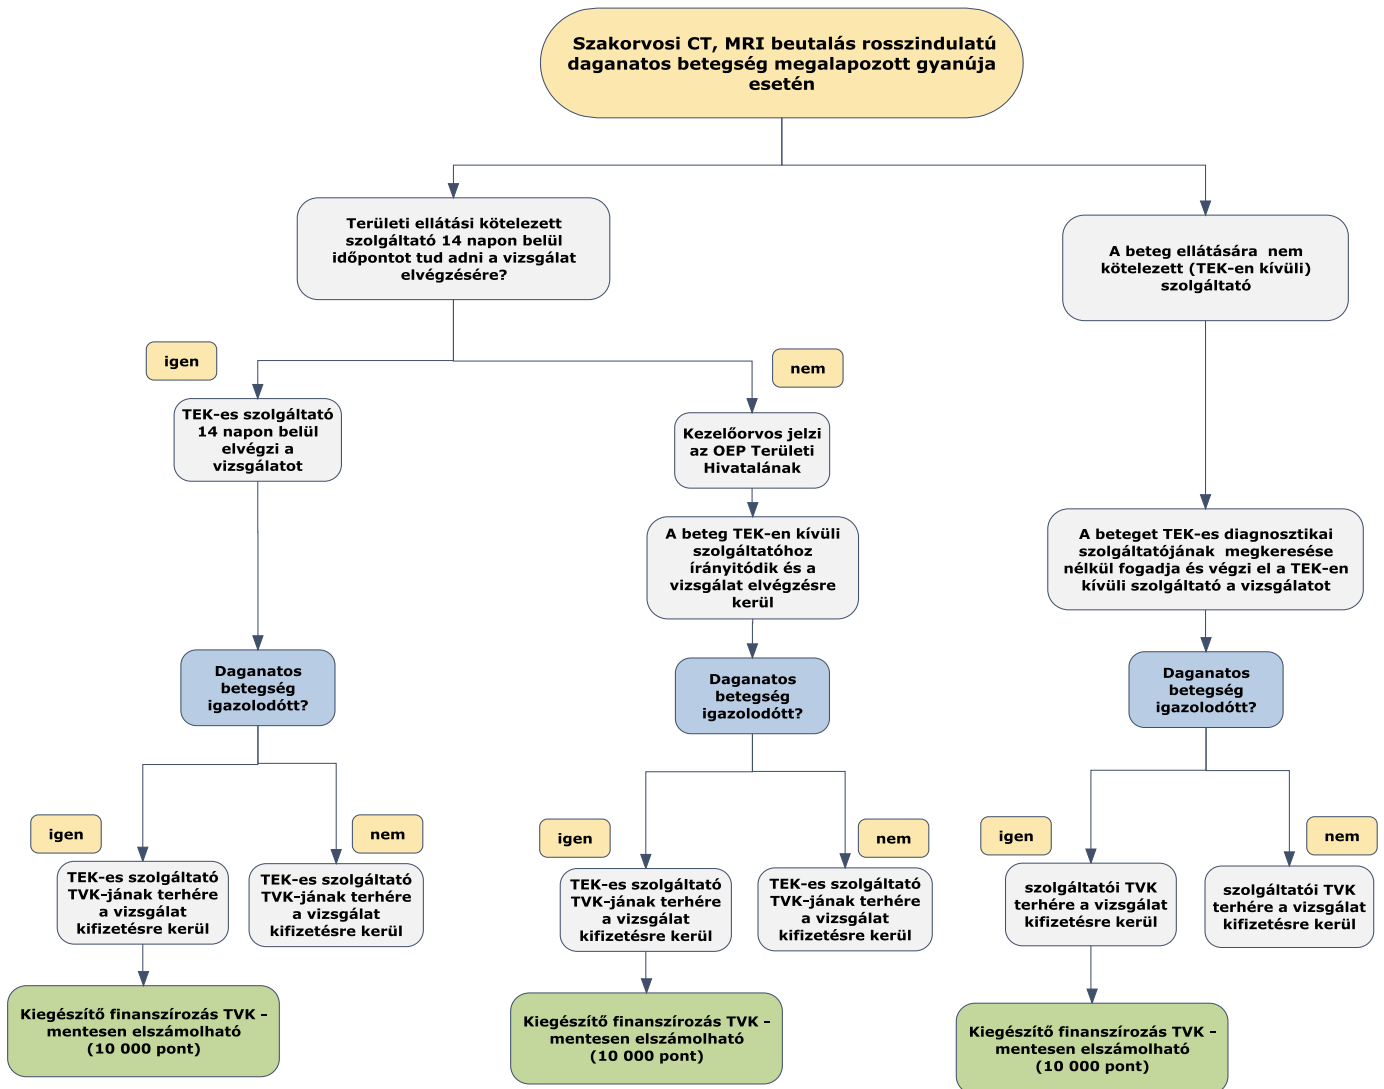 Szakorvosi CT, MRI beutalás rosszindulatú
daganatos betegség megalapozott gyanúja
esetén
Területi ellátási kötelezett
szolgáltató 14 napon belül
időpontot tud adni a vizsgálat
elvégzésére?
A beteg ellátására nem
kötelezett (TEK-en kívüli)
szolgáltató
igen
nem
TEK-es szolgáltató
14 napon belül
elvégzi a
vizsgálatot
Kezelőorvos jelzi
az OEP Területi
Hivatalának
A beteg TEK-en kívüli
szolgáltatóhoz
írányitódik és a
vizsgálat elvégzésre
kerül
A beteget TEK-es diagnosztikai
szolgáltatójának megkeresése
nélkül fogadja és végzi el a TEK-en
kívüli szolgáltató a vizsgálatot
Daganatos
betegség
igazolodótt?
Daganatos
betegség
igazolodótt?
Daganatos
betegség
igazolodótt?
igen
nem
igen
nem
igen
nem
TEK-es szolgáltató
TVK-jának terhére
a vizsgálat
kifizetésre kerül
TEK-es szolgáltató
TVK-jának terhére
a vizsgálat
kifizetésre kerül
TEK-es szolgáltató
TVK-jának terhére
a vizsgálat
kifizetésre kerül
TEK-es szolgáltató
TVK-jának terhére
a vizsgálat
kifizetésre kerül
szolgáltatói TVK
terhére a vizsgálat
kifizetésre kerül
szolgáltatói TVK
terhére a vizsgálat
kifizetésre kerül
Kiegészítő finanszírozás TVK –
mentesen elszámolható
(10 000 pont)
Kiegészítő finanszírozás TVK –
mentesen elszámolható
(10 000 pont)
Kiegészítő finanszírozás TVK –
mentesen elszámolható
(10 000 pont)